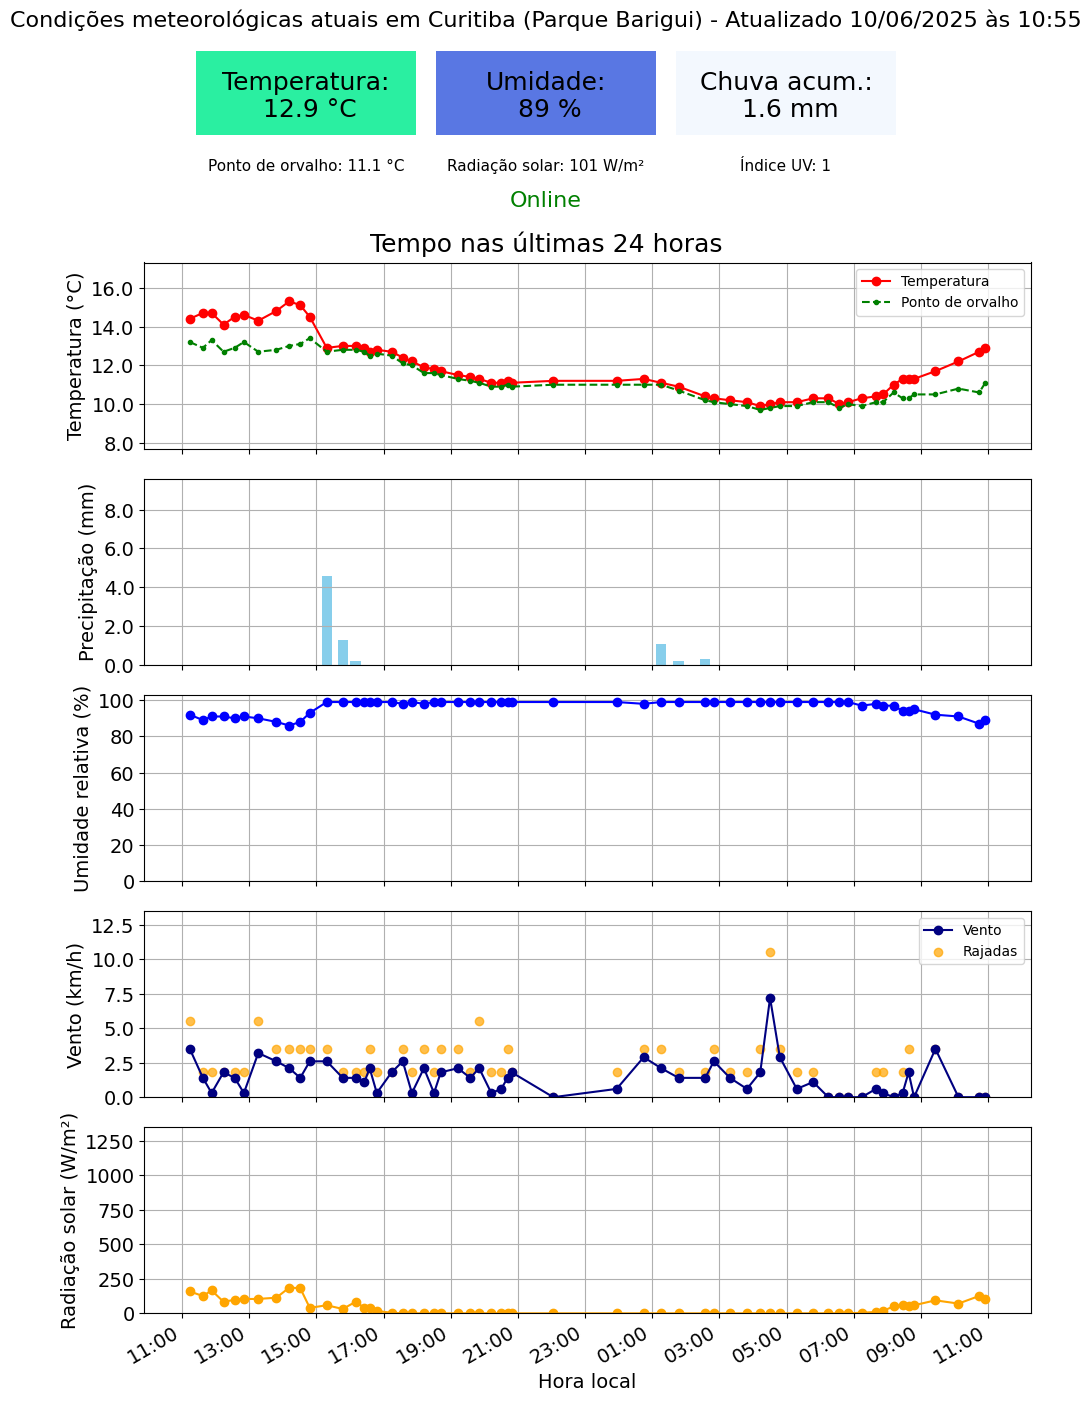 Condições meteorológicas atuais em Curitiba (Parque Barigui) - Atualizado 10/06/2025 às 10:55
Temperatura:
12.9 °C
Umidade:
89 %
Chuva acum.:
1.6 mm
Ponto de orvalho: 11.1 °C
Radiação solar: 101 W/m²
Índice UV: 1
Online
Tempo nas últimas 24 horas
Temperatura (°C)
16.0
14.0
12.0
10.0
8.0
Temperatura
Ponto de orvalho
Precipitação (mm)
8.0
6.0
4.0
2.0
0.0
Umidade relativa (%)
100
80
60
40
20
0
Vento (km/h)
12.5
10.0
7.5
5.0
2.5
0.0
Vento
Rajadas
Radiação solar (W/m²)
1250
1000
750
500
250
0
11:00
13:00
15:00
17:00
19:00
21:00
23:00
01:00
03:00
05:00
07:00
09:00
11:00
Hora local